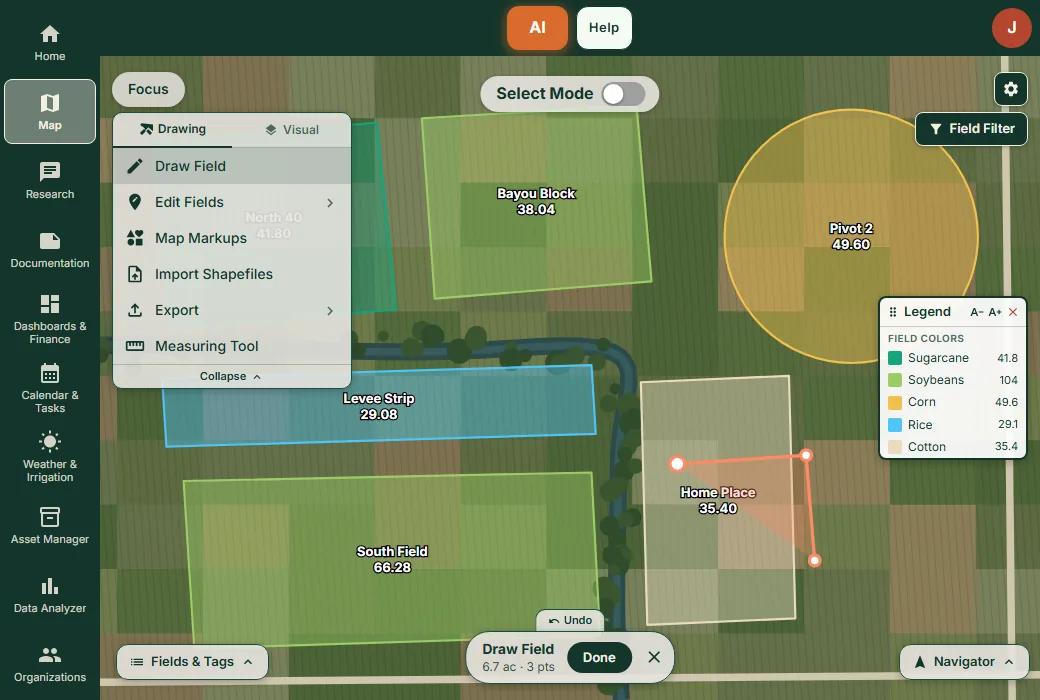 AI
Help
J
Home
Map
Research
Documentation
Dashboards &
Finance
Calendar &
Tasks
Weather &
Irrigation
Asset Manager
Data Analyzer
Organizations
Focus
Select Mode
Field Filter
Drawing
Visual
Draw Field
Edit Fields
Map Markups
Import Shapefiles
Export
Measuring Tool
Collapse
North 40
41.80
Bayou Block
38.04
Pivot 2
49.60
Levee Strip
29.08
Home Place
35.40
South Field
66.28
Legend A- A+
FIELD COLORS
Sugarcane 41.8
Soybeans 104
Corn 49.6
Rice 29.1
Cotton 35.4
Undo
Draw Field
6.7 ac · 3 pts
Done
Fields & Tags
Navigator